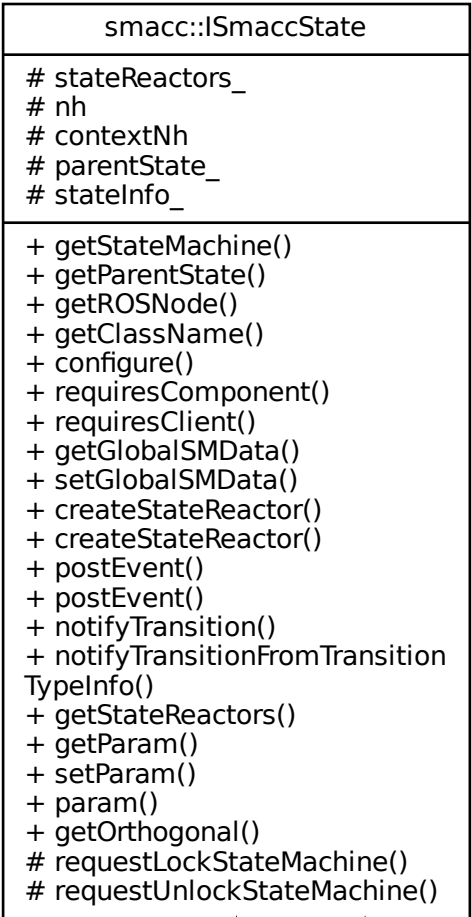 smacc::ISmaccState
# stateReactors_
# nh
# contextNh
# parentState_
# stateInfo_
+ getStateMachine()
+ getParentState()
+ getROSNode()
+ getClassName()
+ configure()
+ requiresComponent()
+ requiresClient()
+ getGlobalSMData()
+ setGlobalSMData()
+ createStateReactor()
+ createStateReactor()
+ postEvent()
+ postEvent()
+ notifyTransition()
+ notifyTransitionFromTransition
TypeInfo()
+ getStateReactors()
+ getParam()
+ setParam()
+ param()
+ getOrthogonal()
# requestLockStateMachine()
# requestUnlockStateMachine()